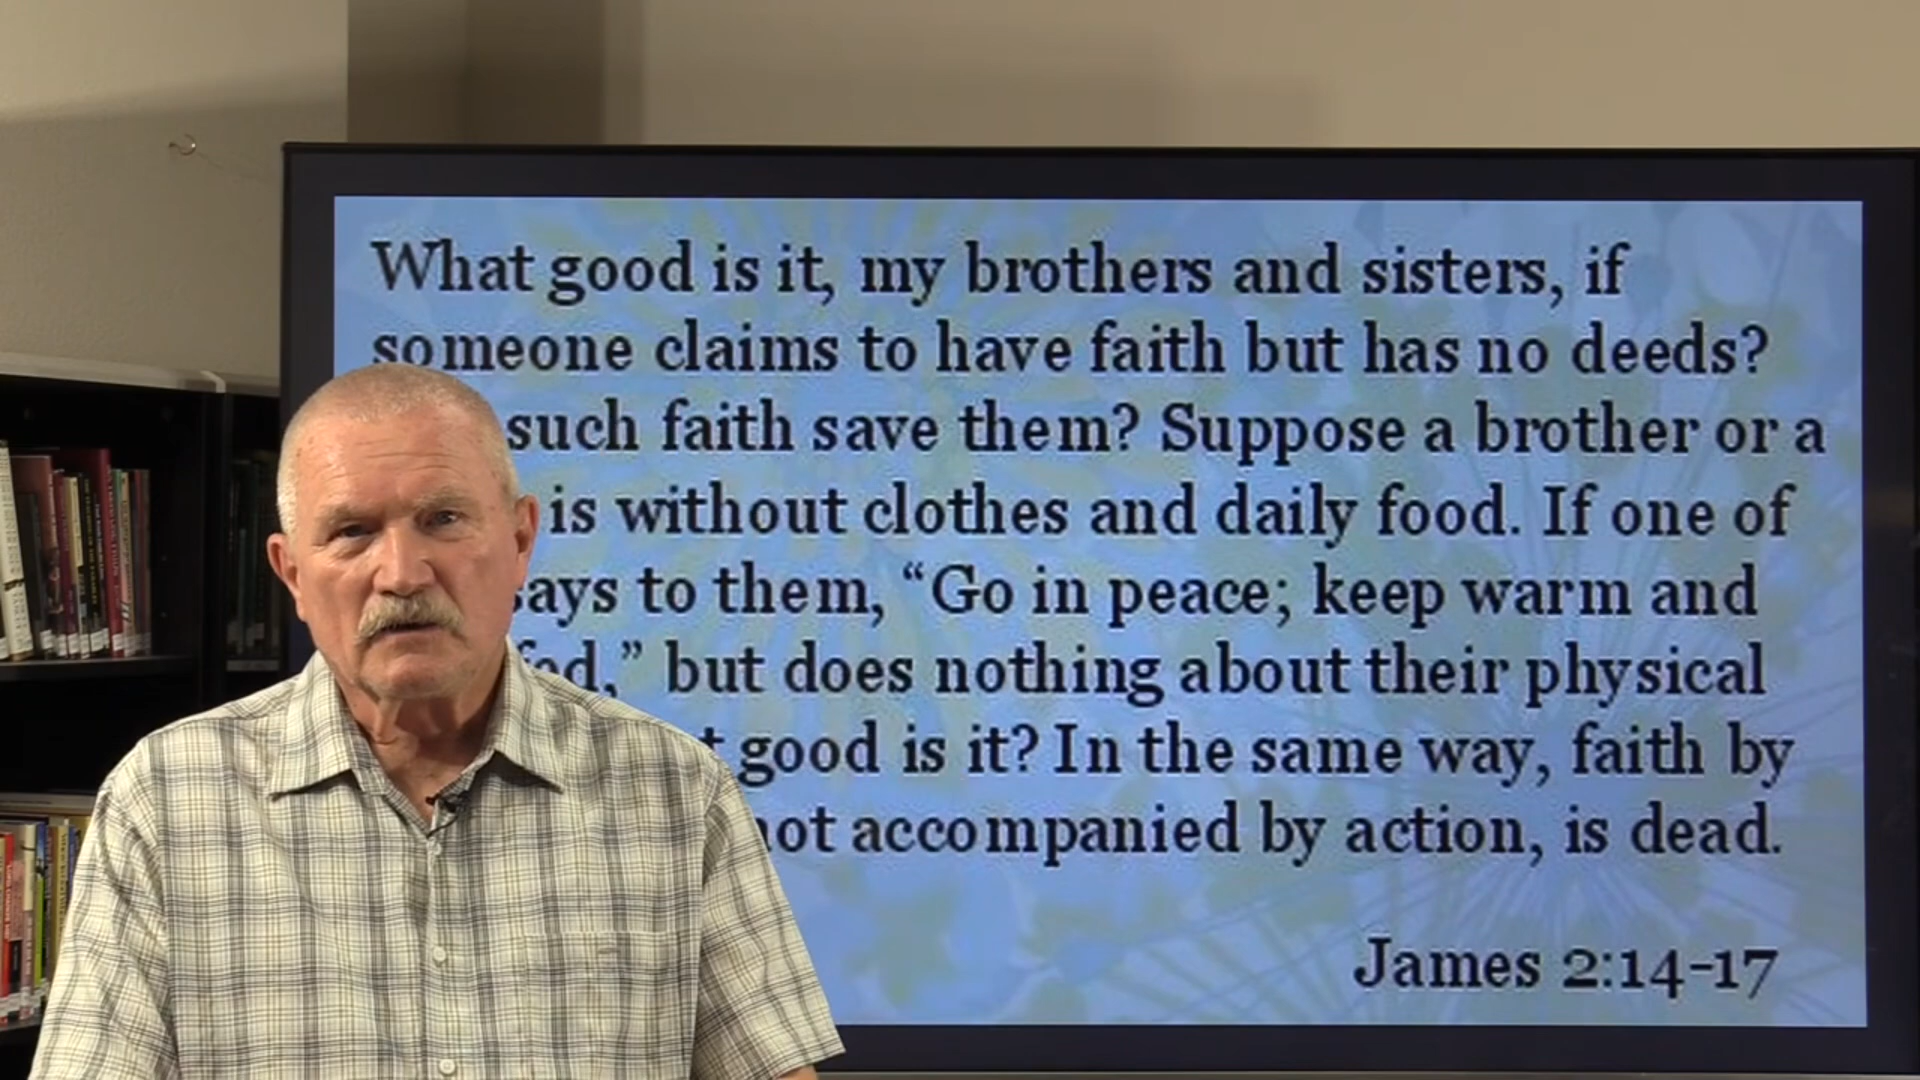 What good is it, my brothers and sisters, if
someone claims to have faith but has no deeds?
such faith save them? Suppose a brother or a
is without clothes and daily food. If one of
says to them, “Go in peace; keep warm and
fed,” but does nothing about their physical
good is it? In the same way, faith by
not accompanied by action, is dead.
James 2:14-17